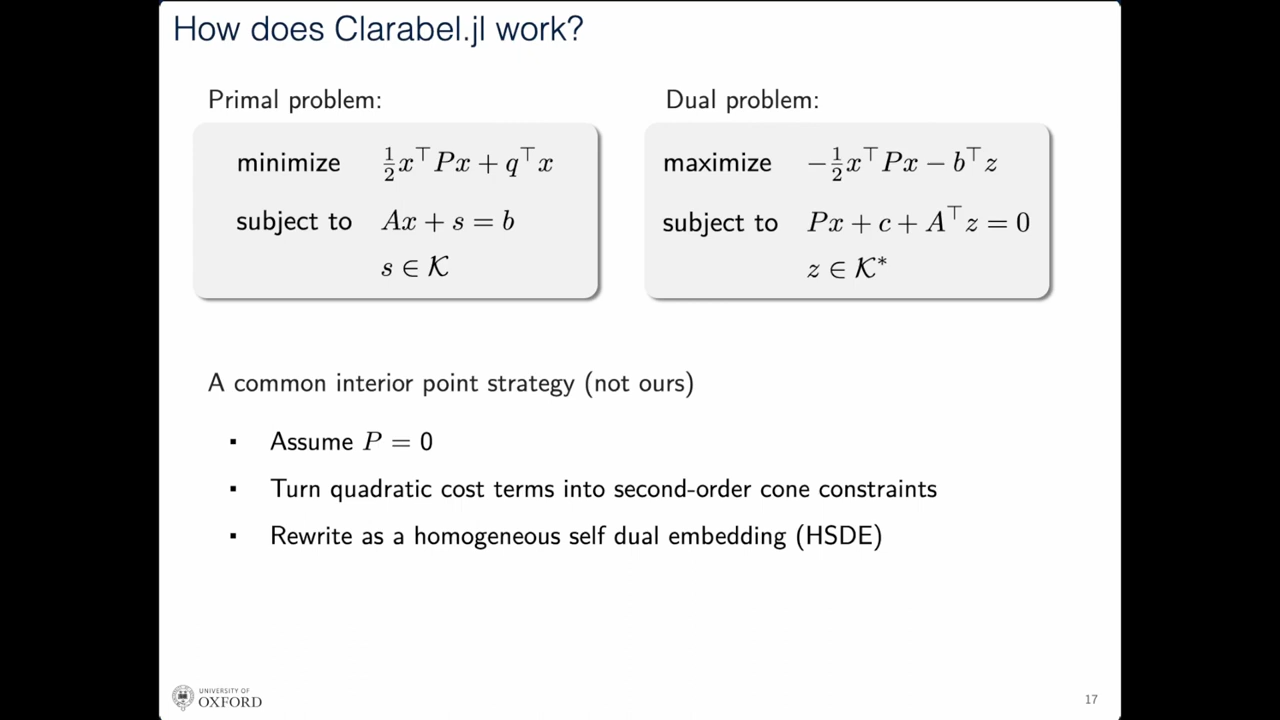 How does Clarabel.jl work?
Primal problem:
minimize ½x⊤Px + q⊤x
subject to Ax + s = b
s ∈ 𝒦
Dual problem:
maximize −½x⊤Px − b⊤z
subject to Px + c + A⊤z = 0
z ∈ 𝒦*
A common interior point strategy (not ours)
▪ Assume P = 0
▪ Turn quadratic cost terms into second-order cone constraints
▪ Rewrite as a homogeneous self dual embedding (HSDE)
UNIVERSITY OF
OXFORD
17